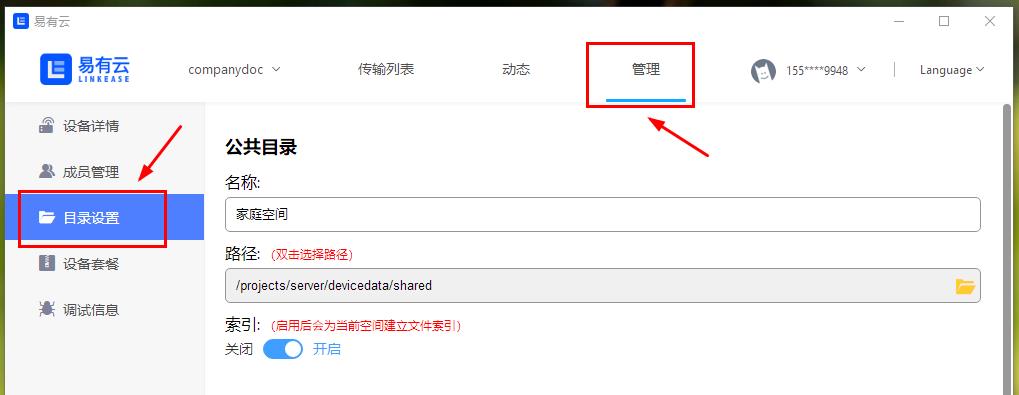 易有云
易有云
LINKEASE
companydoc
传输列表
动态
管理
155****9948
Language
设备详情
成员管理
目录设置
设备套餐
调试信息
公共目录
名称:
家庭空间
路径: (双击选择路径)
/projects/server/devicedata/shared
索引: (启用后会为当前空间建立文件索引)
关闭 开启